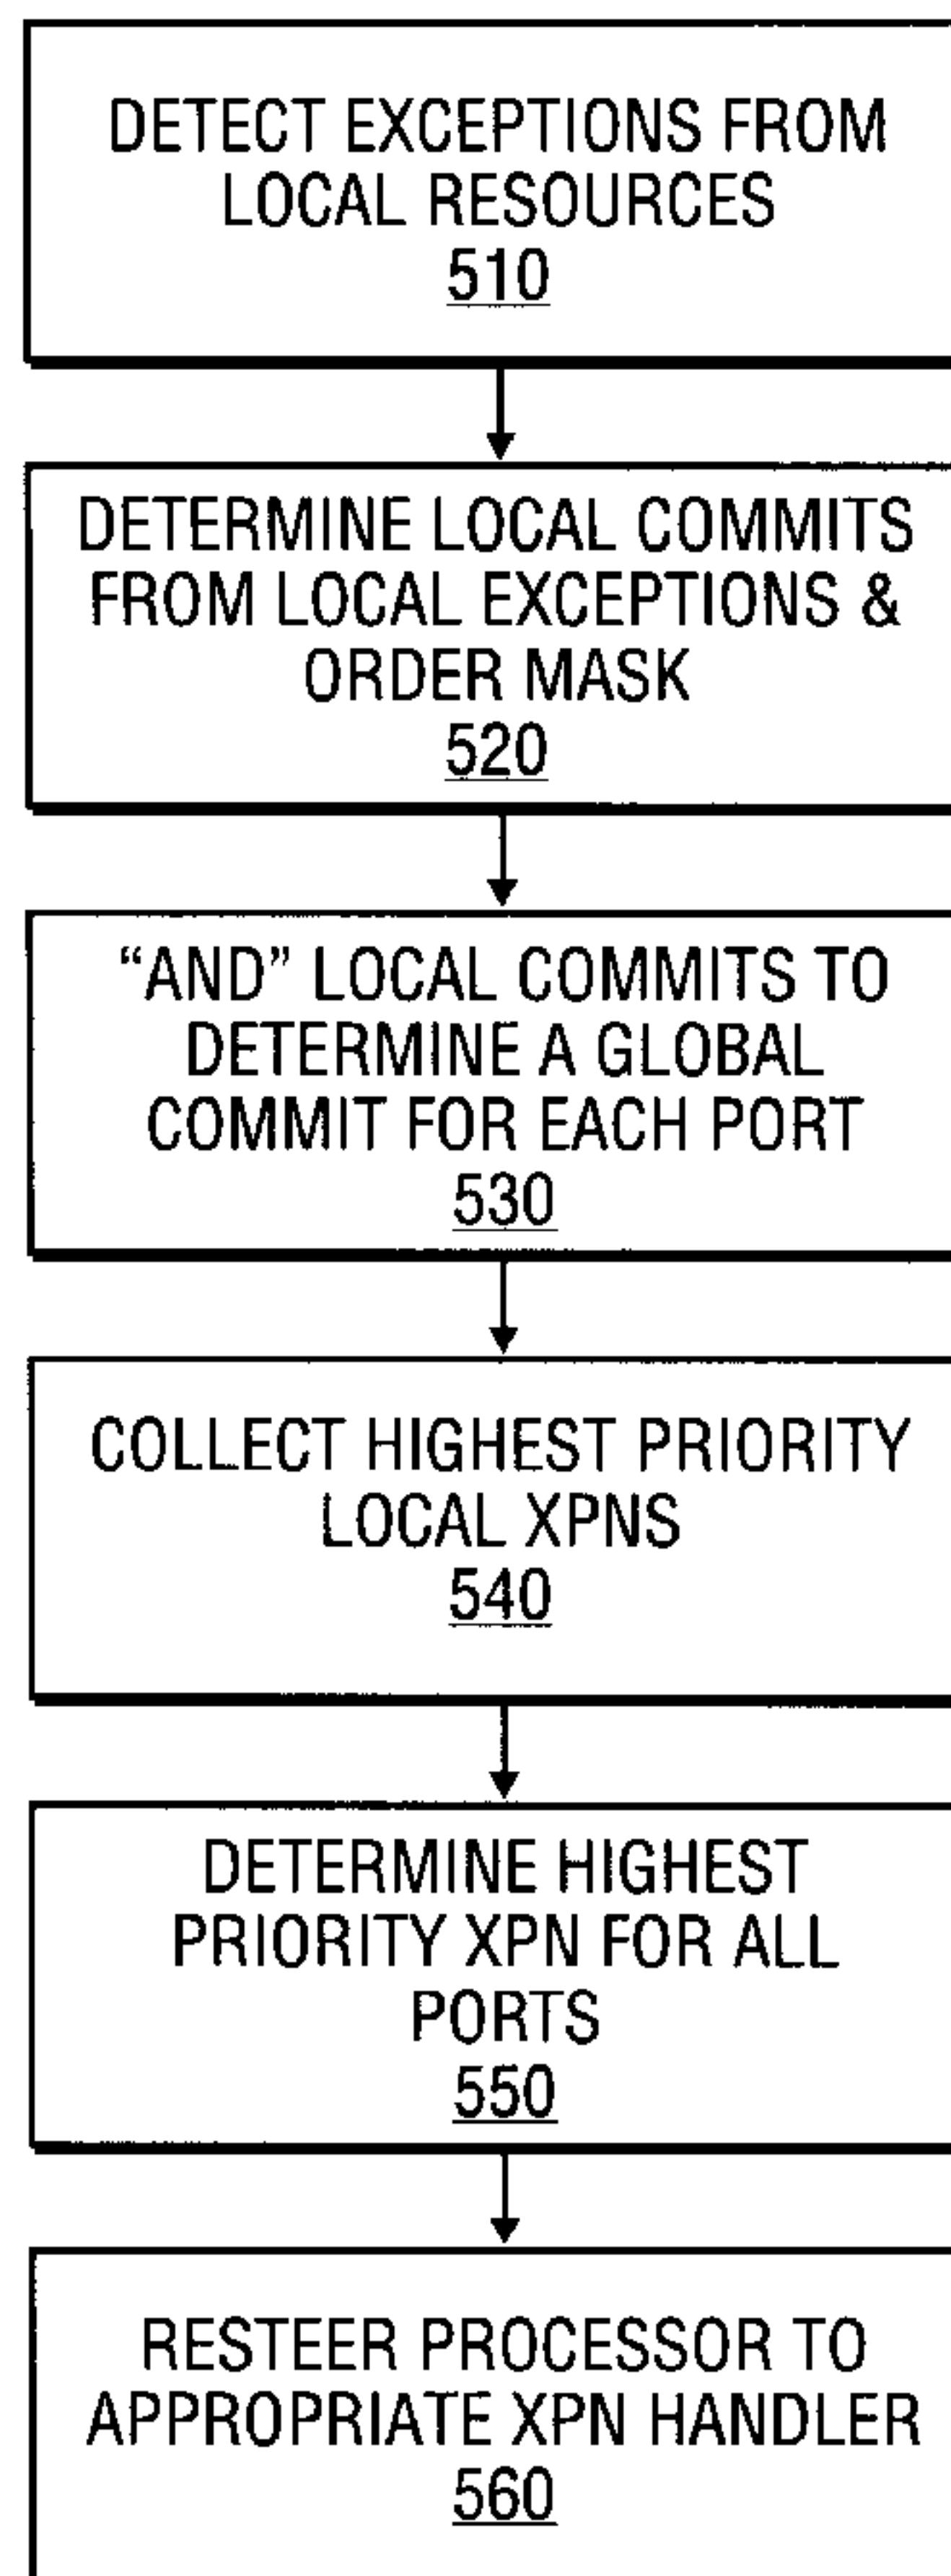 DETECT EXCEPTIONS FROM
LOCAL RESOURCES
510
DETERMINE LOCAL COMMITS
FROM LOCAL EXCEPTIONS &
ORDER MASK
520
“AND” LOCAL COMMITS TO
DETERMINE A GLOBAL
COMMIT FOR EACH PORT
530
COLLECT HIGHEST PRIORITY
LOCAL XPNS
540
DETERMINE HIGHEST
PRIORITY XPN FOR ALL
PORTS
550
RESTEER PROCESSOR TO
APPROPRIATE XPN HANDLER
560